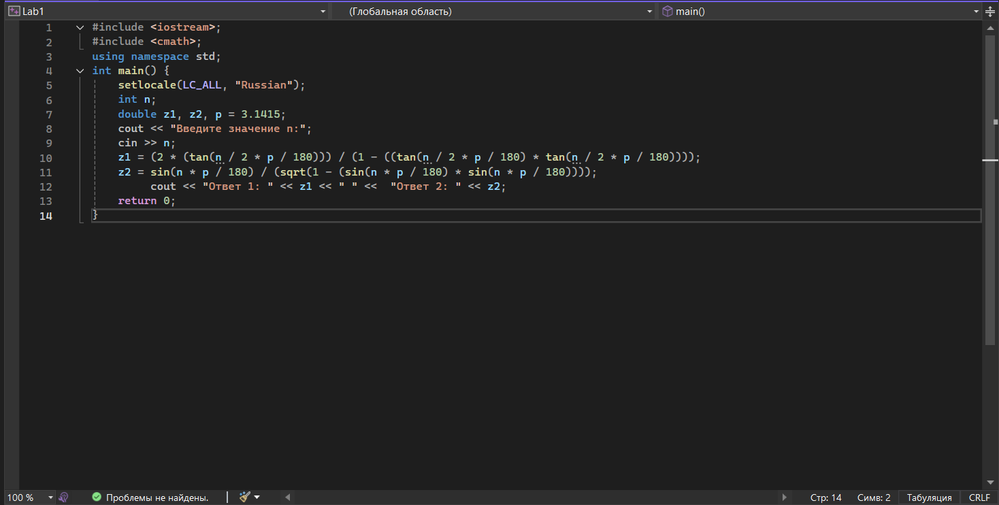 Lab1 (Глобальная область) main()
1 #include <iostream>;
2 #include <cmath>;
3 using namespace std;
4 int main() {
5 setlocale(LC_ALL, "Russian");
6 int n;
7 double z1, z2, p = 3.1415;
8 cout << "Введите значение n:";
9 cin >> n;
10 z1 = (2 * (tan(n / 2 * p / 180))) / (1 - ((tan(n / 2 * p / 180) * tan(n / 2 * p / 180))));
11 z2 = sin(n * p / 180) / (sqrt(1 - (sin(n * p / 180) * sin(n * p / 180))));
12 cout << "Ответ 1: " << z1 << " " << "Ответ 2: " << z2;
13 return 0;
14 }
100 % Проблемы не найдены. Стр: 14 Симв: 2 Табуляция CRLF